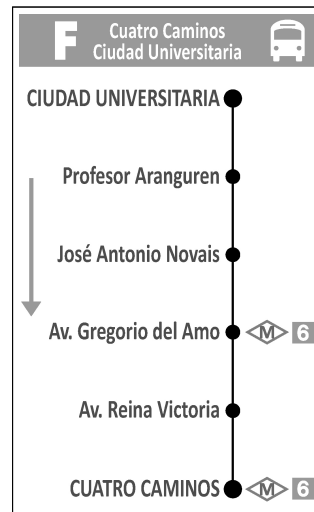 F
Cuatro Caminos
Ciudad Universitaria
CIUDAD UNIVERSITARIA
Profesor Aranguren
José Antonio Novais
Av. Gregorio del Amo M 6
Av. Reina Victoria
CUATRO CAMINOS M 6